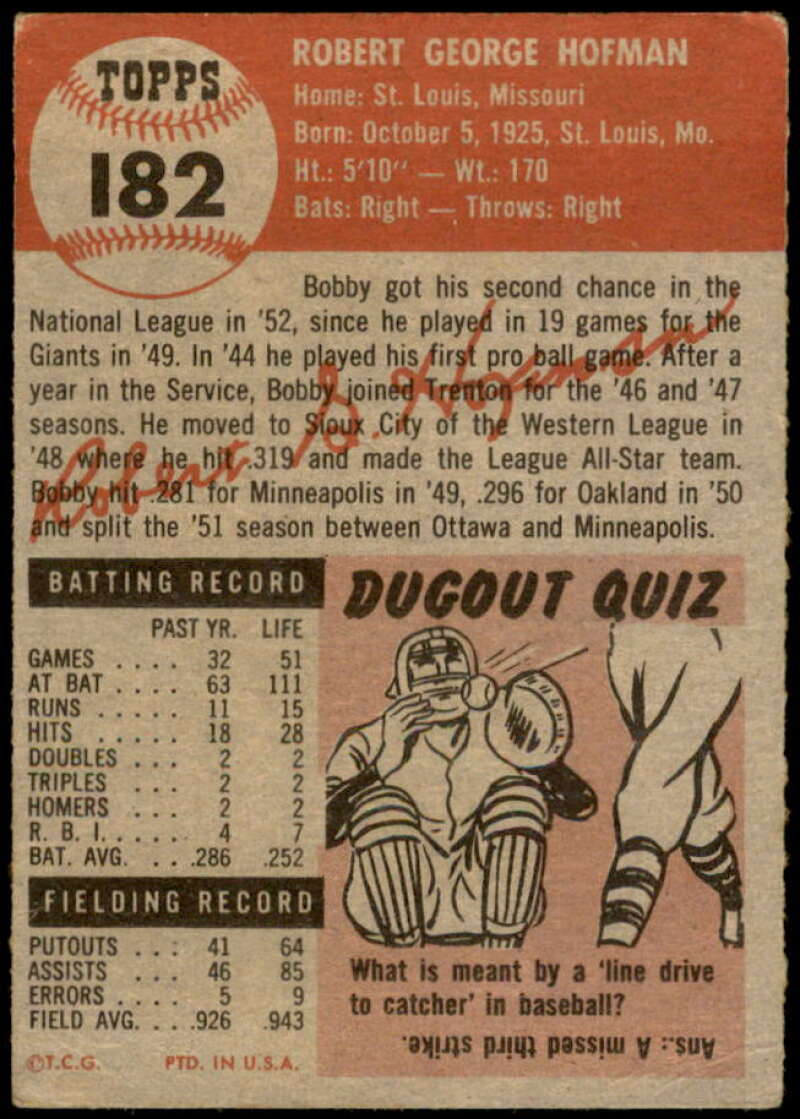 TOPPS
182
ROBERT GEORGE HOFMAN
Home: St. Louis, Missouri
Born: October 5, 1925, St. Louis, Mo.
Ht.: 5'10" — Wt.: 170
Bats: Right — Throws: Right
Bobby got his second chance in the
National League in '52, since he played in 19 games for the
Giants in '49. In '44 he played his first pro ball game. After a
year in the Service, Bobby joined Trenton for the '46 and '47
seasons. He moved to Sioux City of the Western League in
'48 where he hit .319 and made the League All-Star team.
Bobby hit 281 for Minneapolis in '49, .296 for Oakland in '50
and split the '51 season between Ottawa and Minneapolis.
Robert G. Hofman
BATTING RECORD
PAST YR. LIFE
GAMES .... 32 51
AT BAT .... 63 111
RUNS ..... 11 15
HITS ..... 18 28
DOUBLES ... 2 2
TRIPLES ... 2 2
HOMERS ... 2 2
R. B. I. ..... 4 7
BAT. AVG. ... .286 .252
FIELDING RECORD
PUTOUTS ... 41 64
ASSISTS ... 46 85
ERRORS .... 5 9
FIELD AVG. ... .926 .943
©T.C.G. PTD. IN U.S.A.
DUGOUT QUIZ
What is meant by a 'line drive
to catcher' in baseball?
Ans.: A missed third strike.